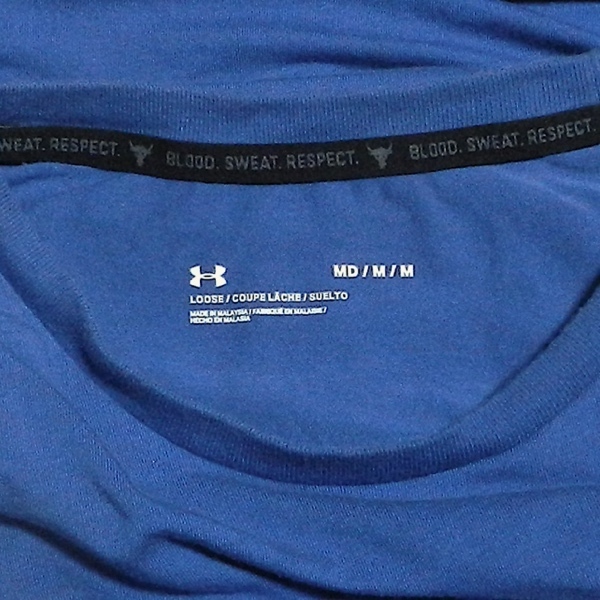 WEAT. RESPECT. BLOOD. SWEAT. RESPECT. BLOOD. SWEAT. RESPECT.
MD / M / M
LOOSE / COUPE LÂCHE / SUELTO
MADE IN MALAYSIA / FABRIQUÉ EN MALAISIE /
HECHO EN MALASIA